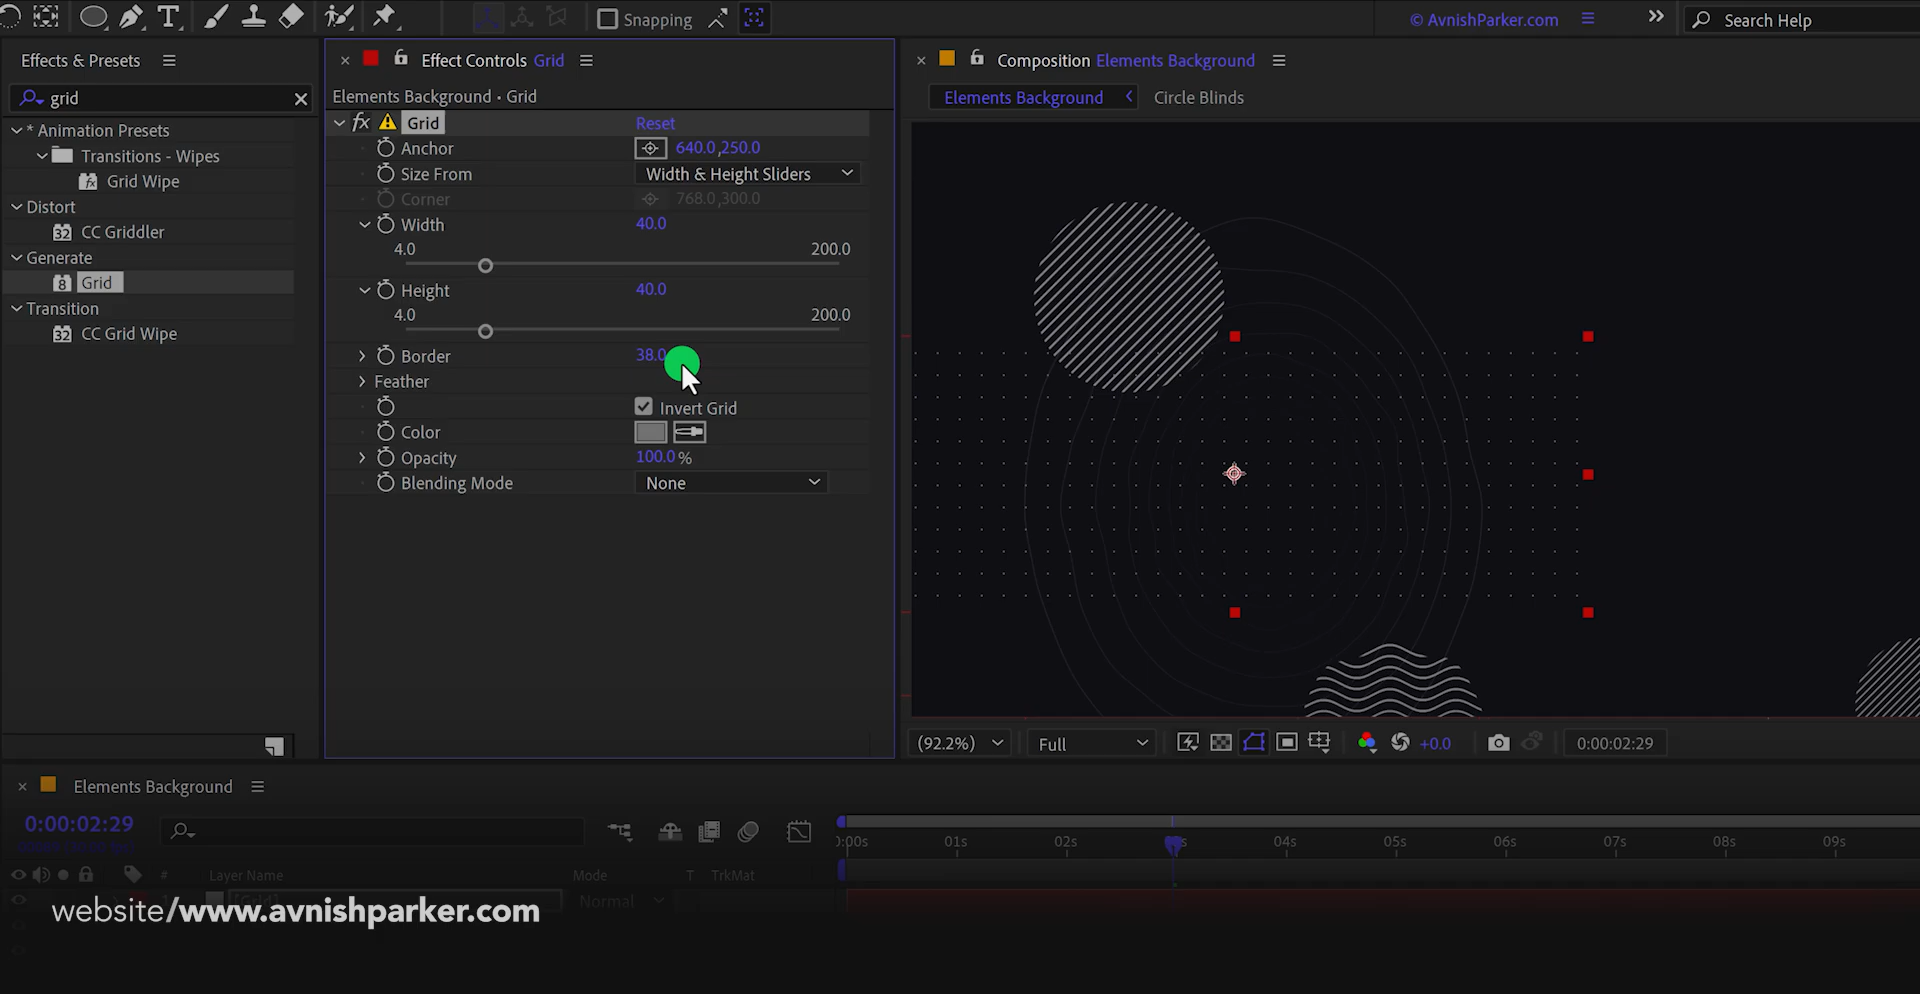 Snapping
© AvnishParker.com
Search Help
Effects & Presets
grid
* Animation Presets
Transitions - Wipes
Grid Wipe
Distort
CC Griddler
Generate
Grid
Transition
CC Grid Wipe
Effect Controls Grid
Elements Background • Grid
fx Grid
Reset
Anchor
640.0,250.0
Size From
Width & Height Sliders
Corner
768.0,300.0
Width
40.0
4.0
200.0
Height
40.0
4.0
200.0
Border
38.0
Feather
Invert Grid
Color
Opacity
100.0 %
Blending Mode
None
Composition Elements Background
Elements Background
Circle Blinds
(92.2%)
Full
+0.0
0:00:02:29
Elements Background
0:00:02:29
:00s
01s
02s
04s
05s
06s
07s
08s
09s
#
Layer Name
Mode
T
TrkMat
Normal
website/www.avnishparker.com